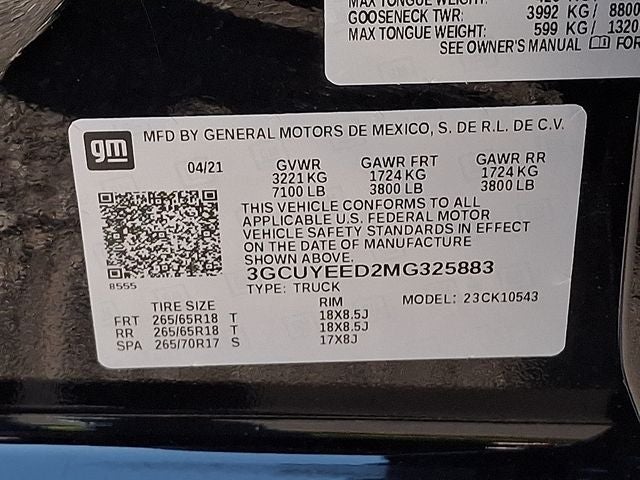 GOOSENECK TWR: 3992 KG/ 8800
MAX TONGUE WEIGHT: 599 KG/ 1320
SEE OWNER'S MANUAL FOR
gm
MFD BY GENERAL MOTORS DE MEXICO, S. DE R.L. DE C.V.
04/21 GVWR GAWR FRT GAWR RR
3221 KG 1724 KG 1724 KG
7100 LB 3800 LB 3800 LB
THIS VEHICLE CONFORMS TO ALL
APPLICABLE U.S. FEDERAL MOTOR
VEHICLE SAFETY STANDARDS IN EFFECT
ON THE DATE OF MANUFACTURE
SHOWN ABOVE.
3GCUYEED2MG325883
8555
TYPE: TRUCK
TIRE SIZE RIM MODEL: 23CK10543
FRT 265/65R18 T 18X8.5J
RR 265/65R18 T 18X8.5J
SPA 265/70R17 S 17X8J